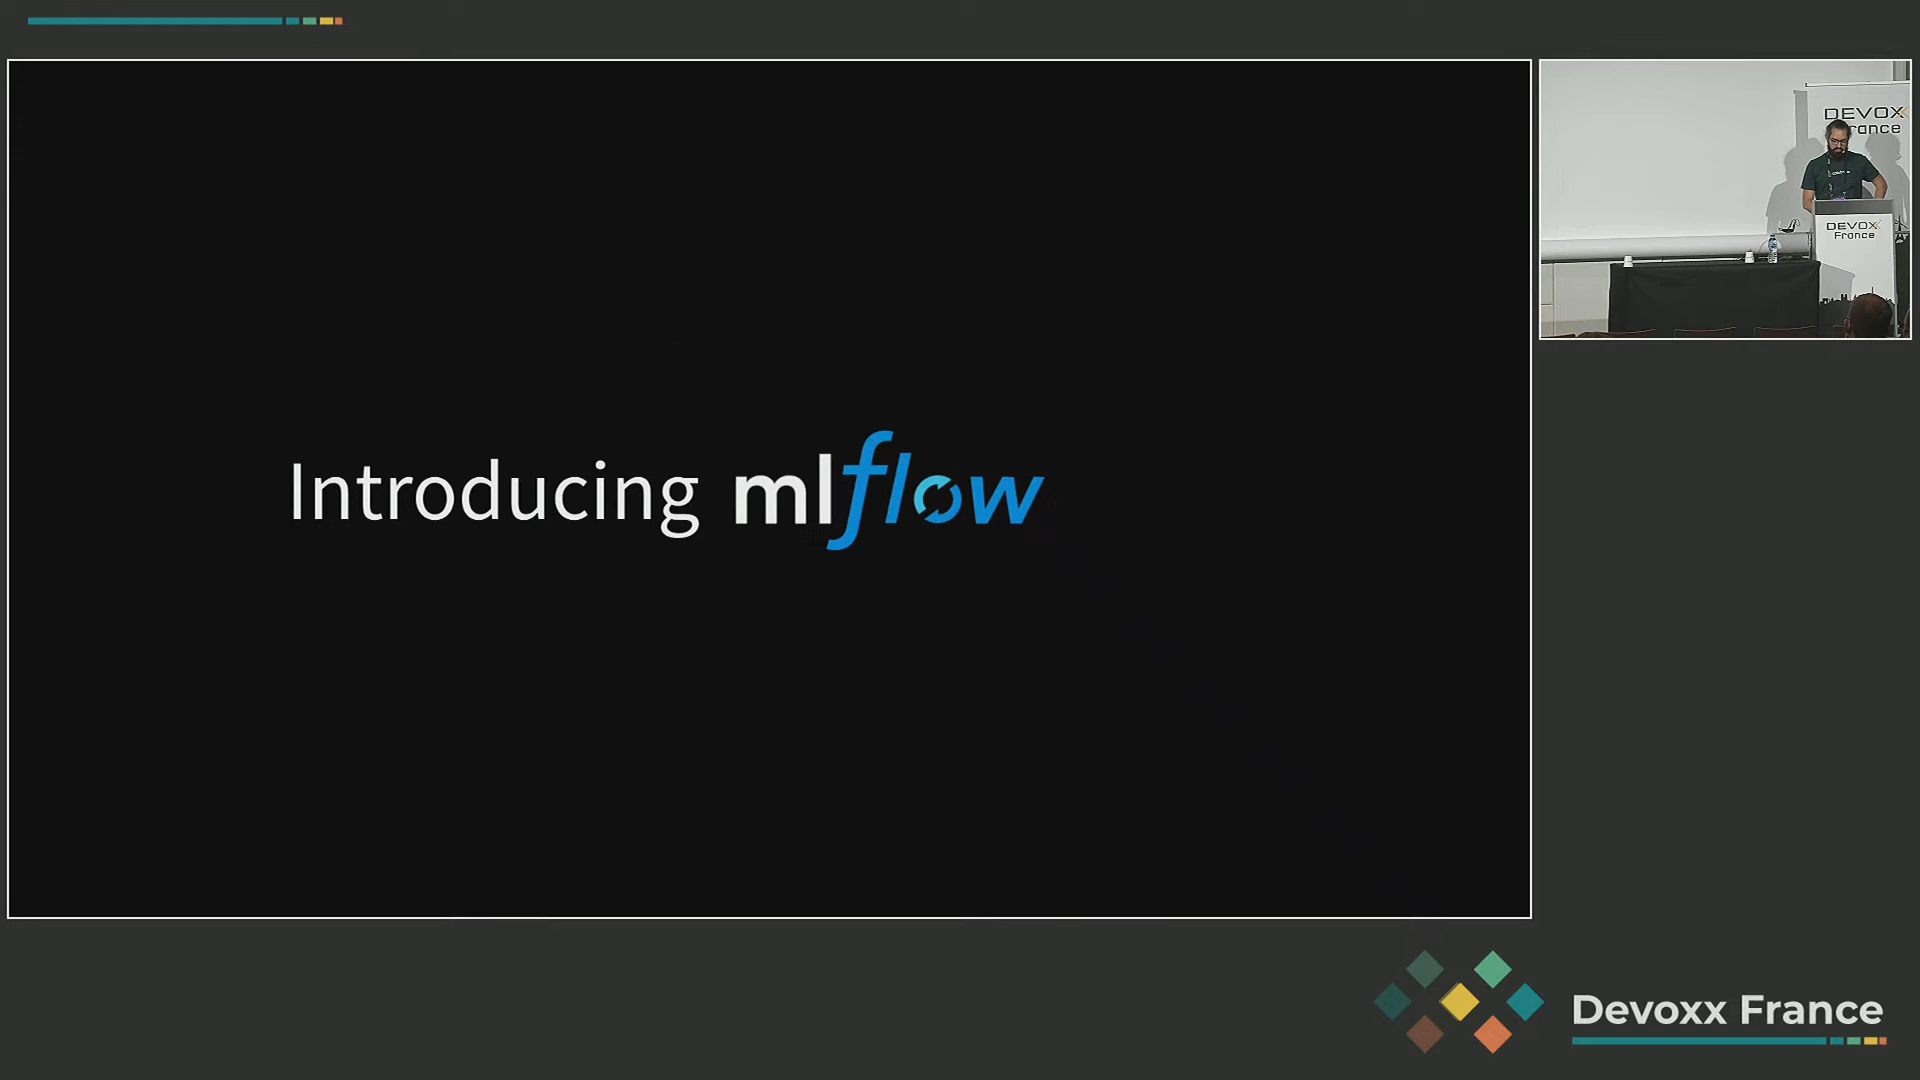 Introducing mlflow
DEVOXX
France
DEVOXX
France
Devoxx France